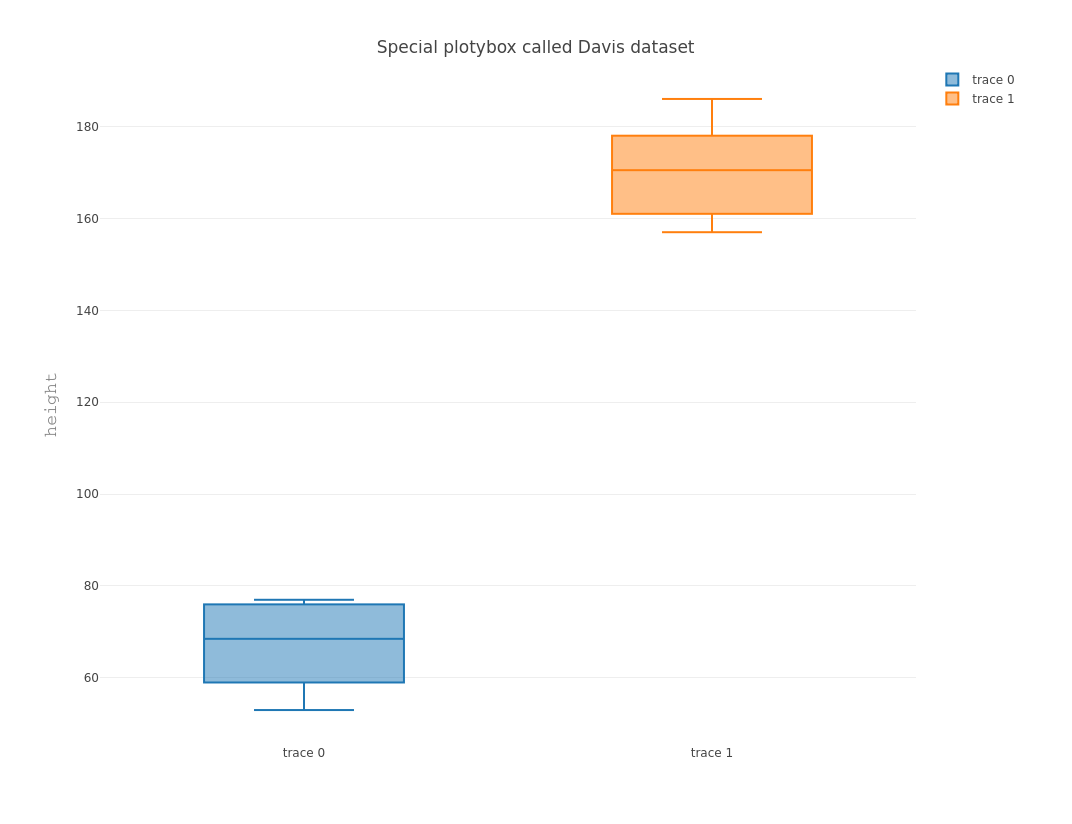 Special plotybox called Davis dataset
trace 0
trace 1
180
160
140
120
100
80
60
height
trace 0
trace 1